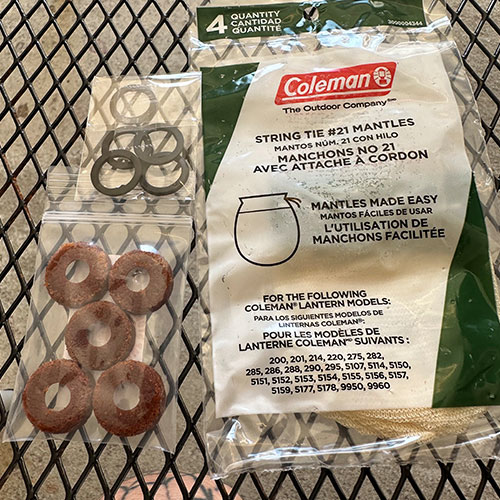 4 QUANTITY
CANTIDAD
QUANTITÉ
3000004344
Coleman
The Outdoor Company
STRING TIE #21 MANTLES
MANTOS NÚM. 21 CON HILO
MANCHONS NO 21
AVEC ATTACHE À CORDON
MANTLES MADE EASY
MANTOS FÁCILES DE USAR
L'UTILISATION DE
MANCHONS FACILITÉE
FOR THE FOLLOWING
COLEMAN® LANTERN MODELS:
PARA LOS SIGUIENTES MODELOS DE
LINTERNAS COLEMAN®:
POUR LES MODÈLES DE
LANTERNE COLEMAN SUIVANTS :
200, 201, 214, 220, 275, 282,
285, 286, 288, 290, 295, 5107, 5114, 5150,
5151, 5152, 5153, 5154, 5155, 5156, 5157,
5159, 5177, 5178, 9950, 9960